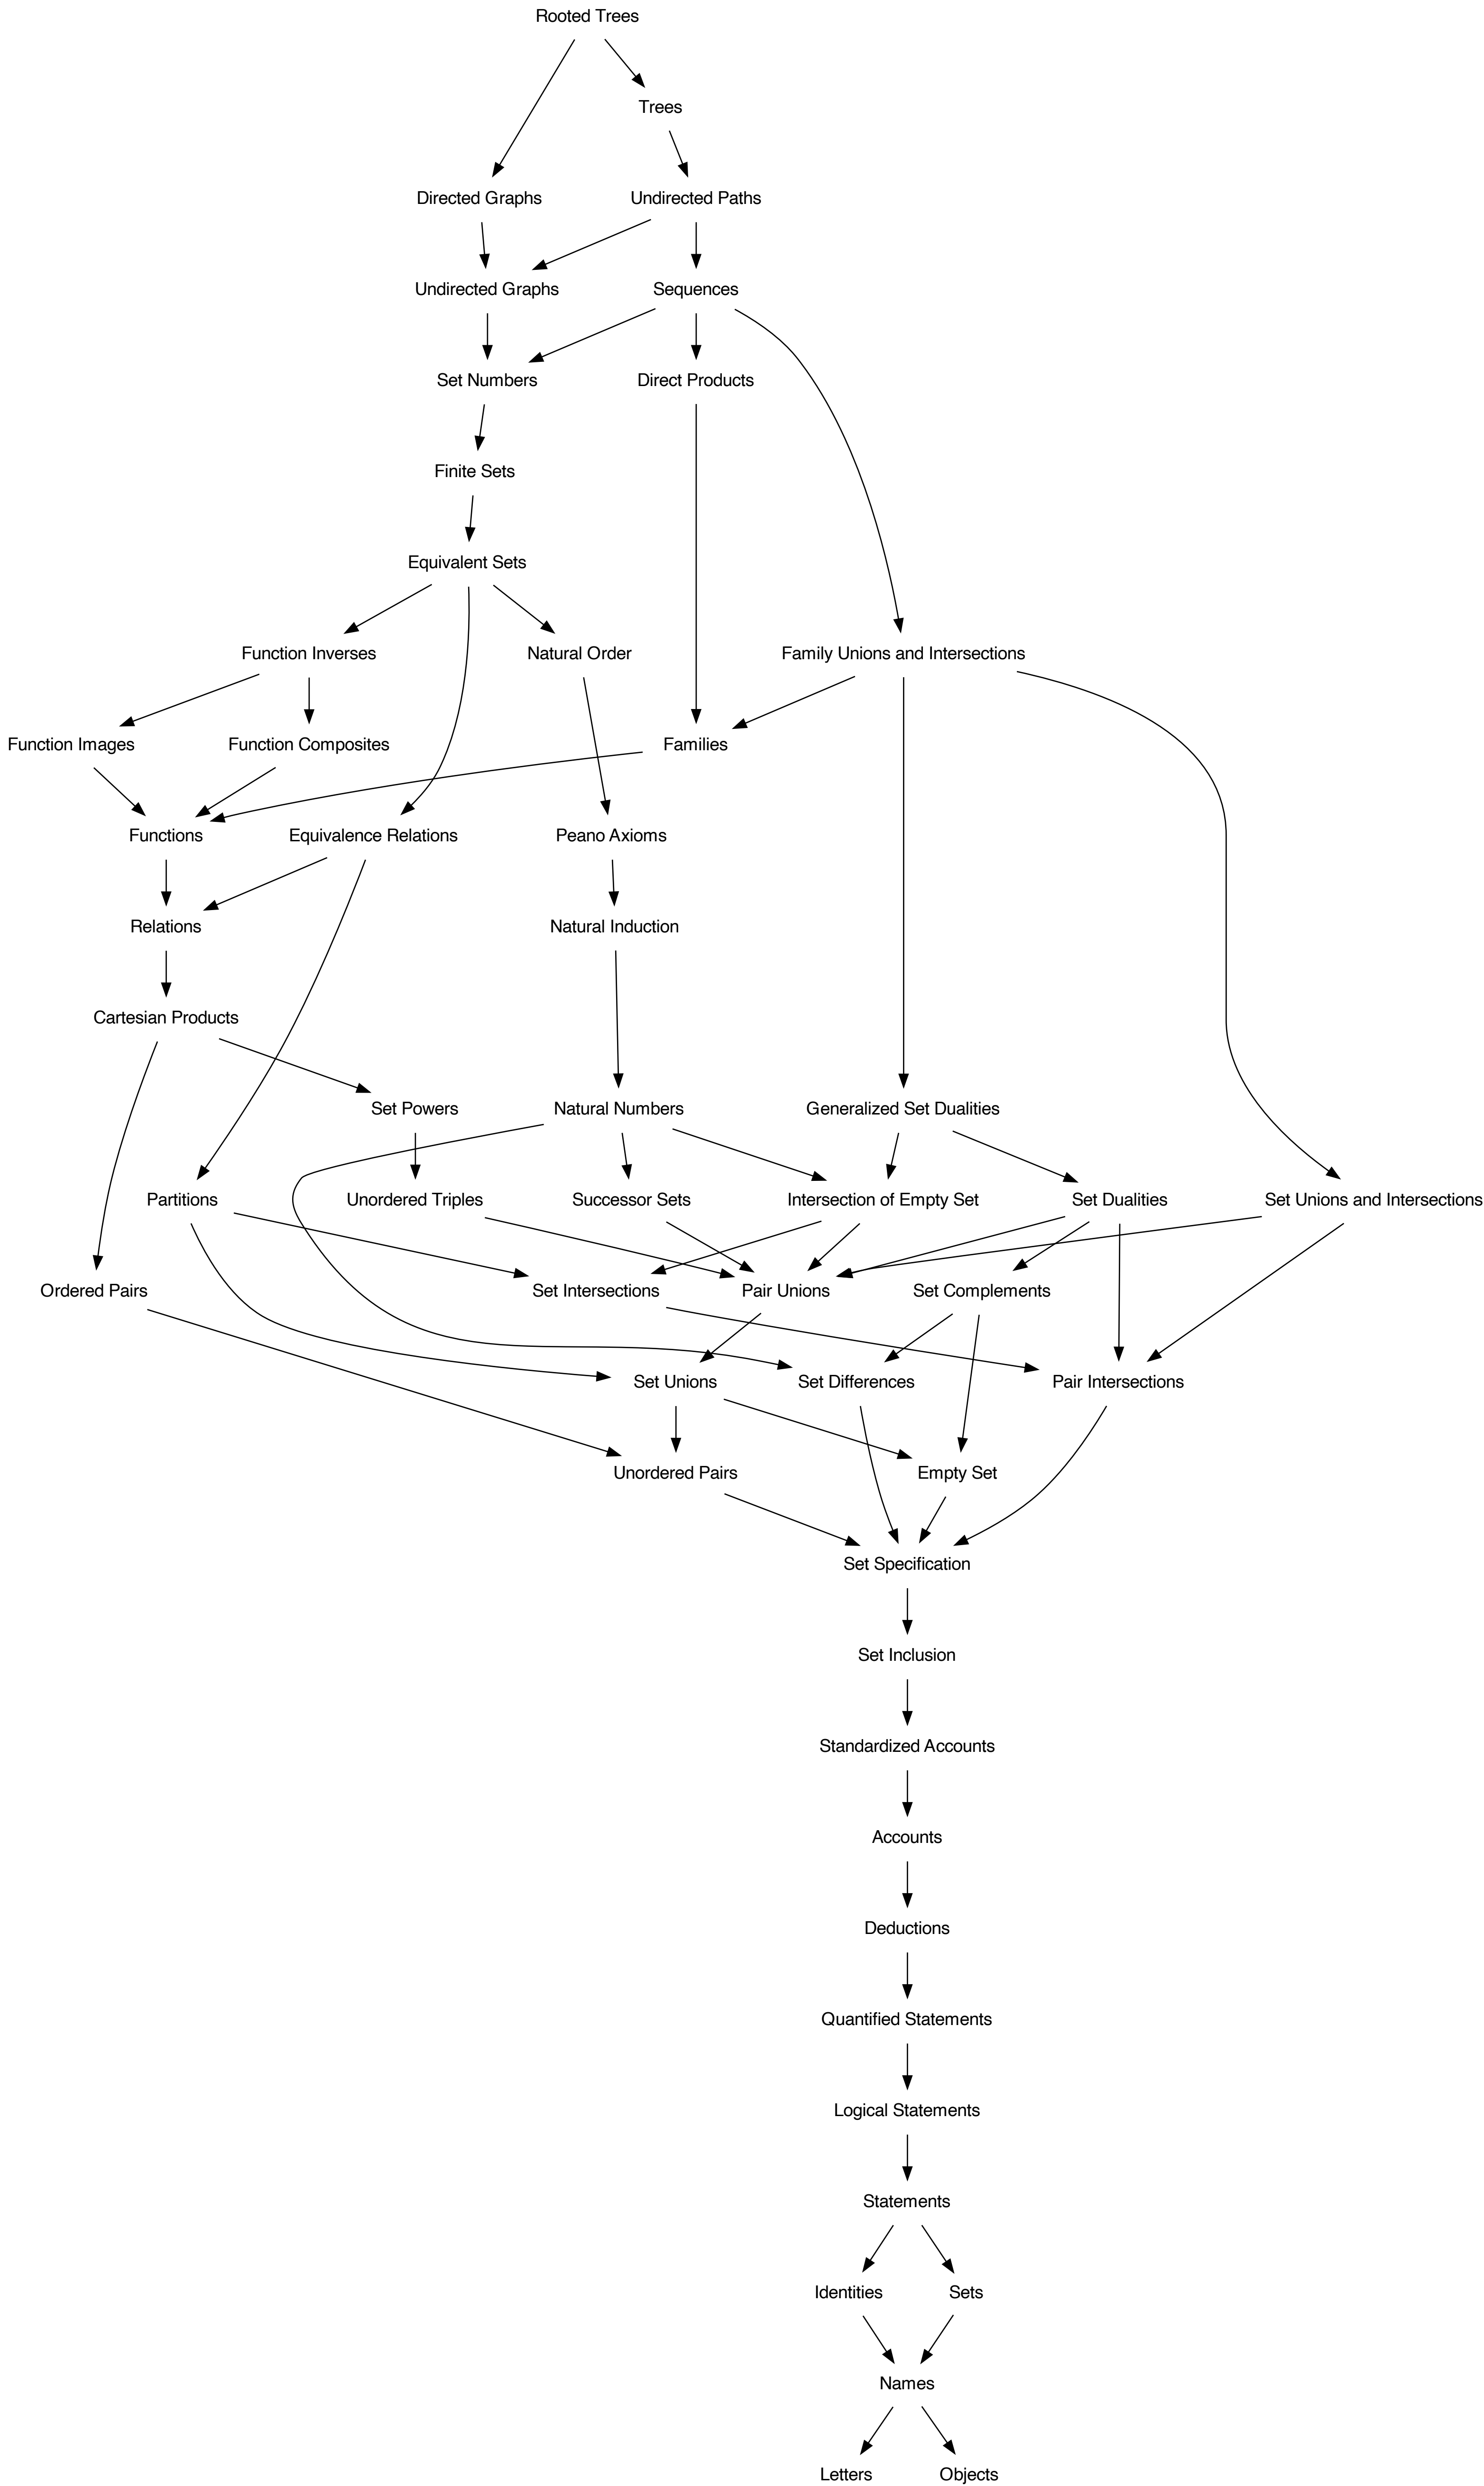 Rooted Trees
Trees
Directed Graphs
Undirected Paths
Undirected Graphs
Sequences
Set Numbers
Direct Products
Finite Sets
Equivalent Sets
Function Inverses
Natural Order
Family Unions and Intersections
Function Images
Function Composites
Families
Functions
Equivalence Relations
Peano Axioms
Relations
Natural Induction
Cartesian Products
Set Powers
Natural Numbers
Generalized Set Dualities
Partitions
Unordered Triples
Successor Sets
Intersection of Empty Set
Set Dualities
Set Unions and Intersections
Ordered Pairs
Set Intersections
Pair Unions
Set Complements
Set Unions
Set Differences
Pair Intersections
Unordered Pairs
Empty Set
Set Specification
Set Inclusion
Standardized Accounts
Accounts
Deductions
Quantified Statements
Logical Statements
Statements
Identities
Sets
Names
Letters
Objects